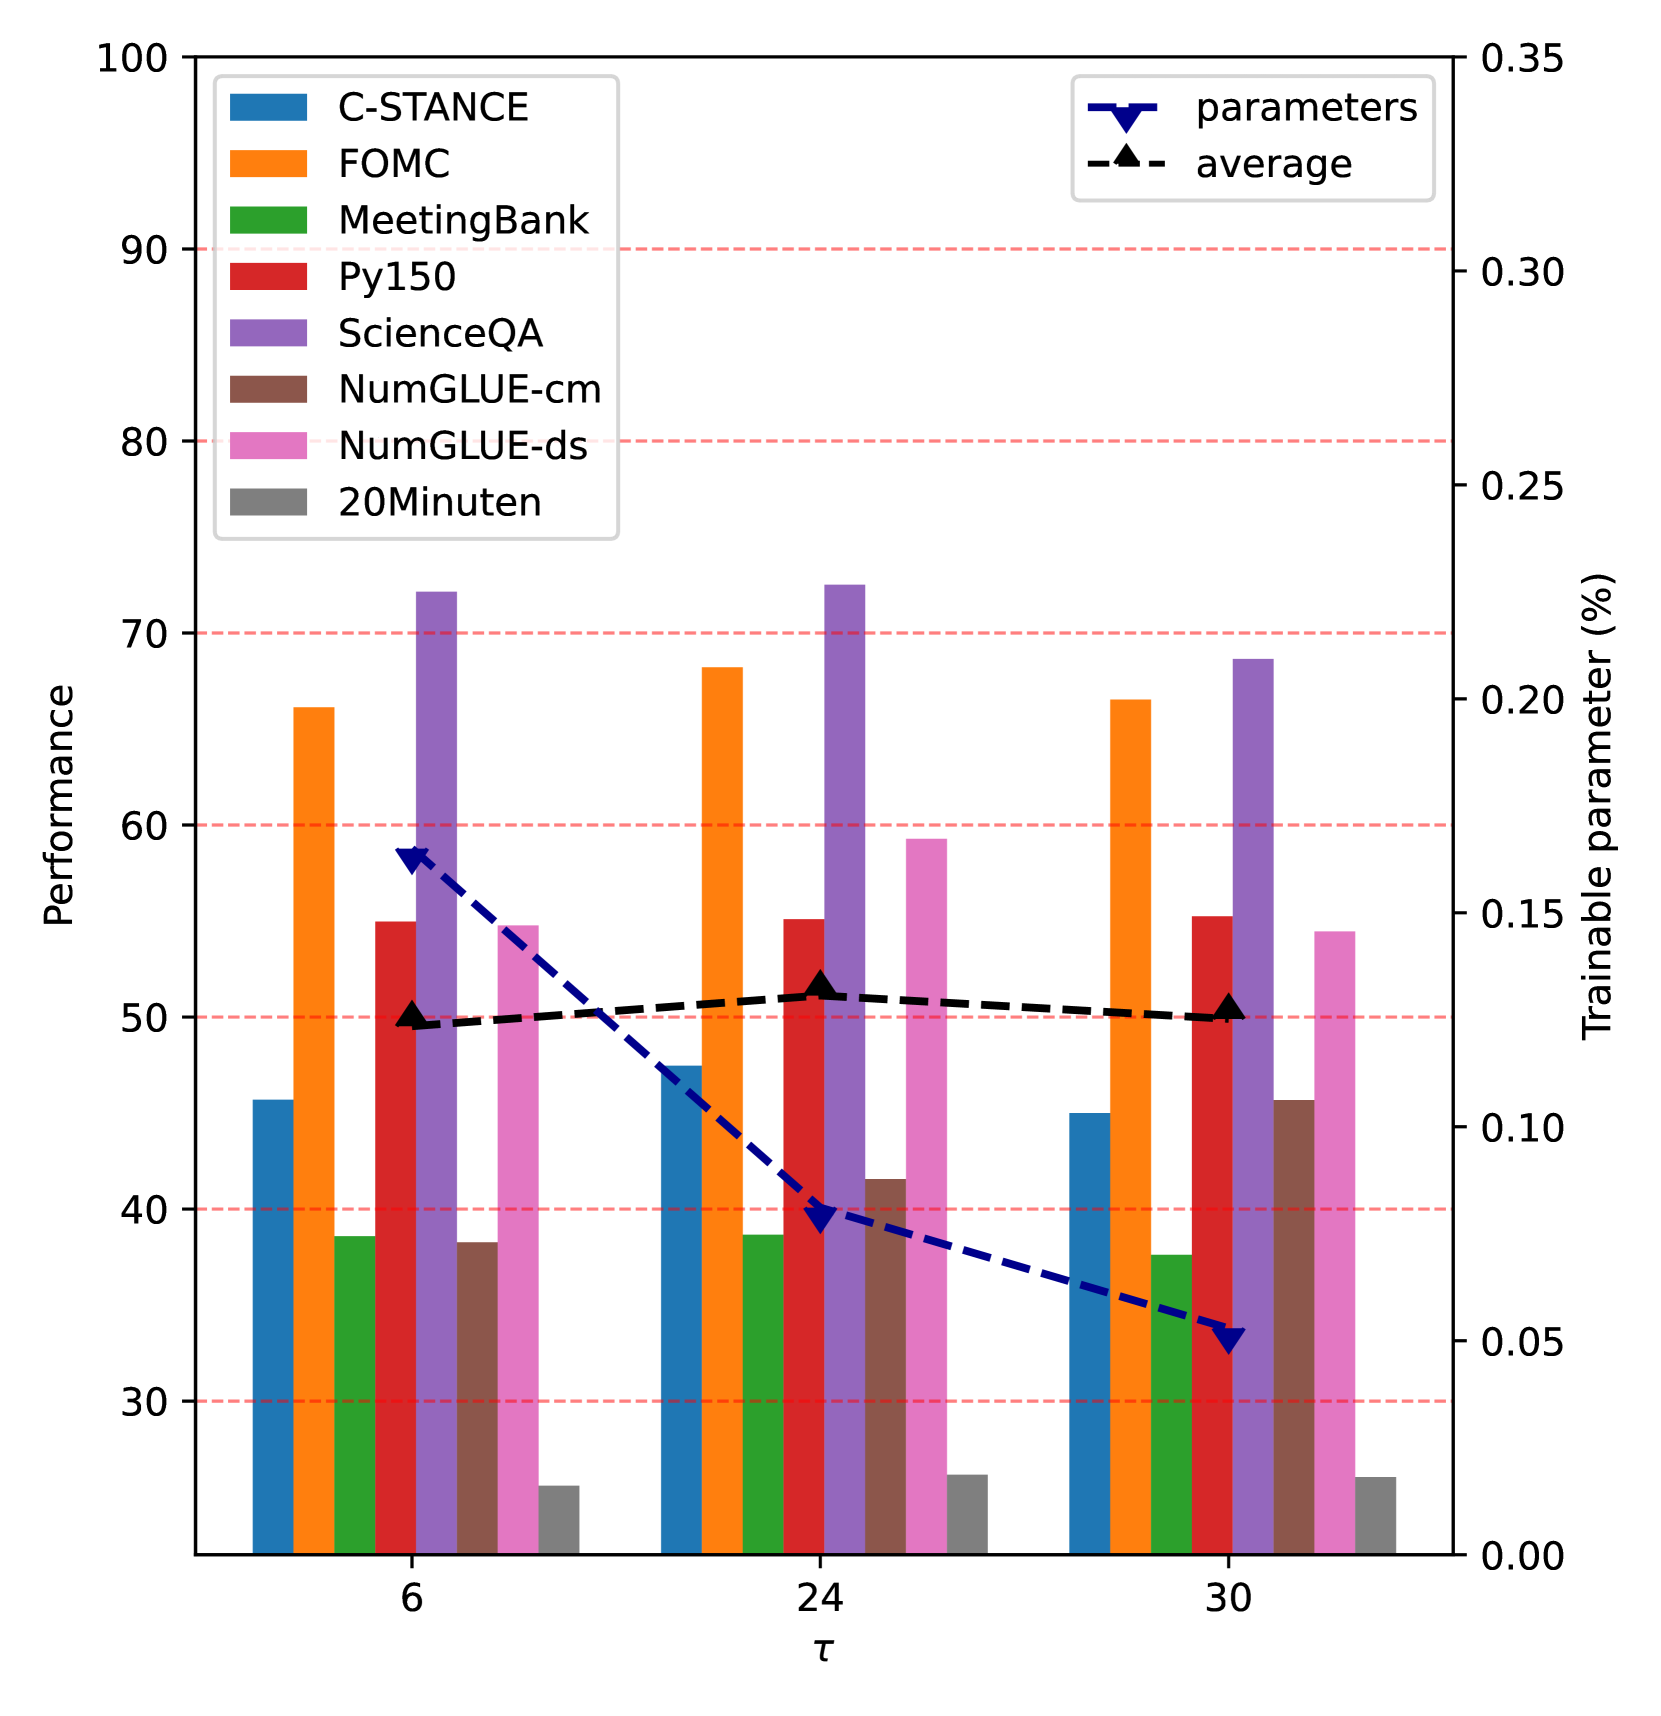 C-STANCE
FOMC
MeetingBank
Py150
ScienceQA
NumGLUE-cm
NumGLUE-ds
20Minuten
parameters
average
Performance
100
90
80
70
60
50
40
30
0.35
0.30
0.25
0.20
0.15
0.10
0.05
0.00
Trainable parameter (%)
6
24
30
τ